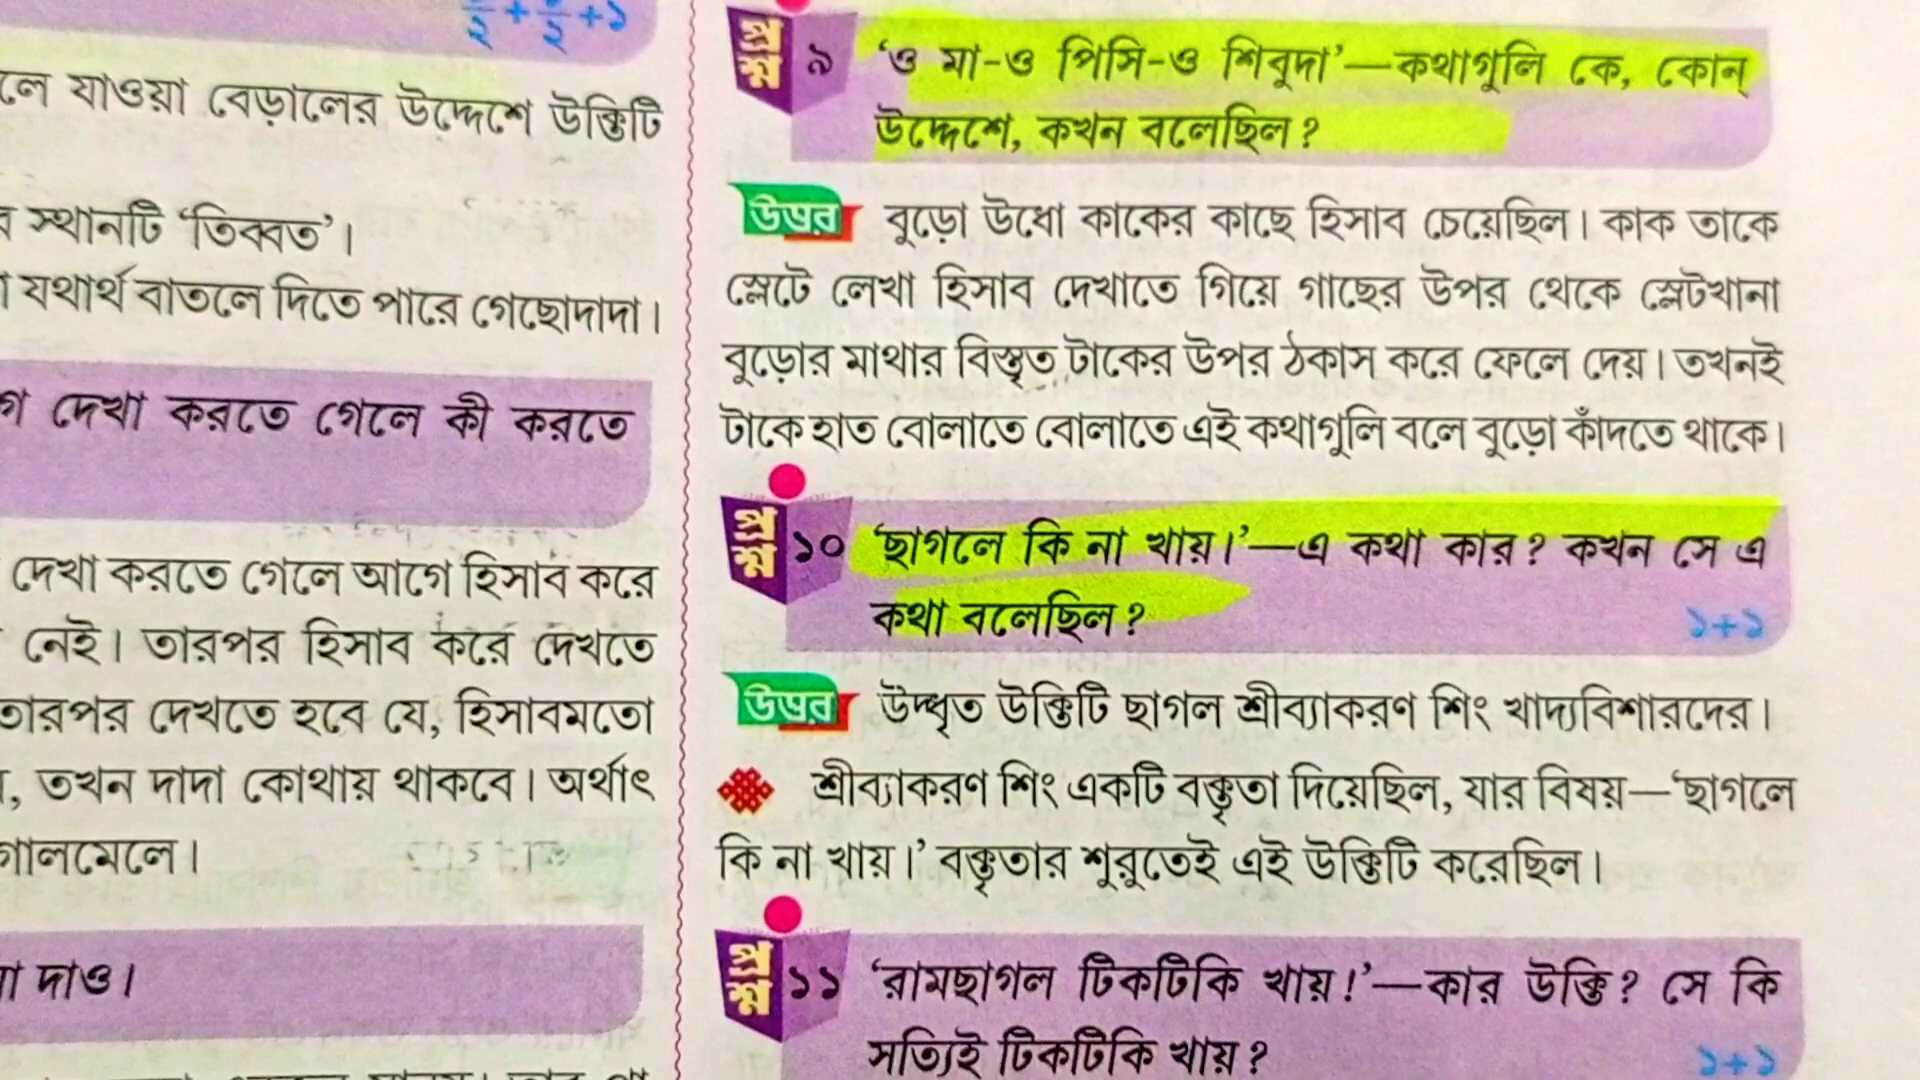 ২ + ২ +১
লে যাওয়া বেড়ালের উদ্দেশে উক্তিটি
স্থানটি ‘তিব্বত’।
যথার্থ বাতলে দিতে পারে গেছোদাদা।
দেখা করতে গেলে কী করতে
দেখা করতে গেলে আগে হিসাব করে
নেই। তারপর হিসাব করে দেখতে
তারপর দেখতে হবে যে, হিসাবমতো
, তখন দাদা কোথায় থাকবে। অর্থাৎ
গোলমেলে।
দাও।
প্রশ্ন ৯ ‘ও মা-ও পিসি-ও শিবুদা’—কথাগুলি কে, কোন্
উদ্দেশে, কখন বলেছিল?
উত্তর বুড়ো উধো কাকের কাছে হিসাব চেয়েছিল। কাক তাকে
স্লেটে লেখা হিসাব দেখাতে গিয়ে গাছের উপর থেকে স্লেটখানা
বুড়োর মাথার বিস্তৃত টাকের উপর ঠকাস করে ফেলে দেয়। তখনই
টাকে হাত বোলাতে বোলাতে এই কথাগুলি বলে বুড়ো কাঁদতে থাকে।
প্রশ্ন ১০ ‘ছাগলে কি না খায়।’—এ কথা কার? কখন সে এ
কথা বলেছিল? ১+১
উত্তর উদ্ধৃত উক্তিটি ছাগল শ্রীব্যাকরণ শিং খাদ্যবিশারদের।
শ্রীব্যাকরণ শিং একটি বক্তৃতা দিয়েছিল, যার বিষয়—‘ছাগলে
কি না খায়।’ বক্তৃতার শুরুতেই এই উক্তিটি করেছিল।
প্রশ্ন ১১ ‘রামছাগল টিকটিকি খায়!’—কার উক্তি? সে কি
সত্যিই টিকটিকি খায়? ১+১